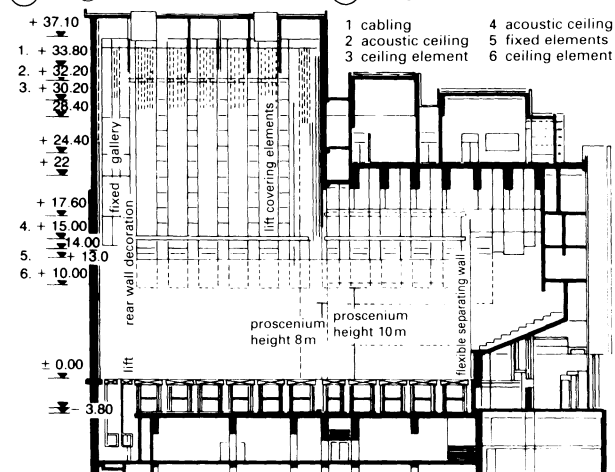 1 cabling
2 acoustic ceiling
3 ceiling element
4 acoustic ceiling
5 fixed elements
6 ceiling element
+ 37.10
1. + 33.80
2. + 32.20
3. + 30.20
28.40
+ 24.40
+ 22
+ 17.60
4. + 15.00
14.00
5. + 13.0
6. + 10.00
± 0.00
- 3.80
fixed gallery
lift rear wall decoration
lift covering elements
proscenium
height 8m
proscenium
height 10m
flexible separating wall